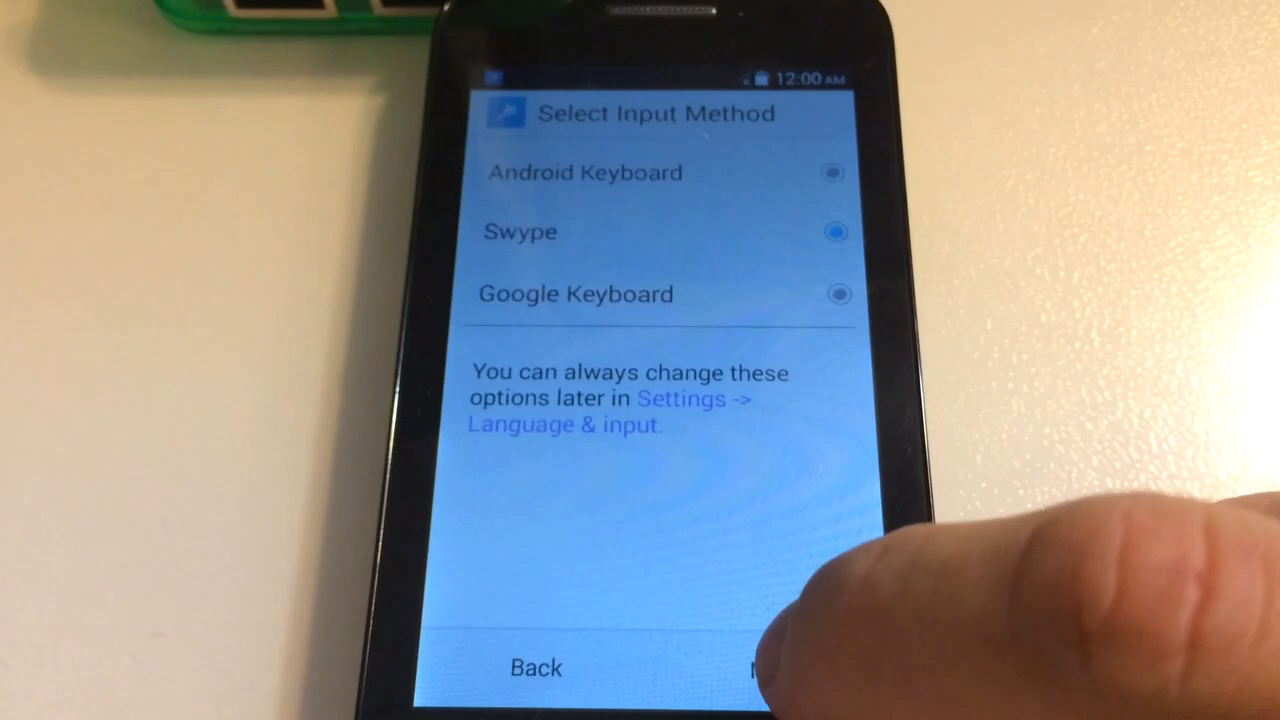 12:00 AM
Select Input Method
Android Keyboard
Swype
Google Keyboard
You can always change these
options later in Settings ->
Language & input.
Back